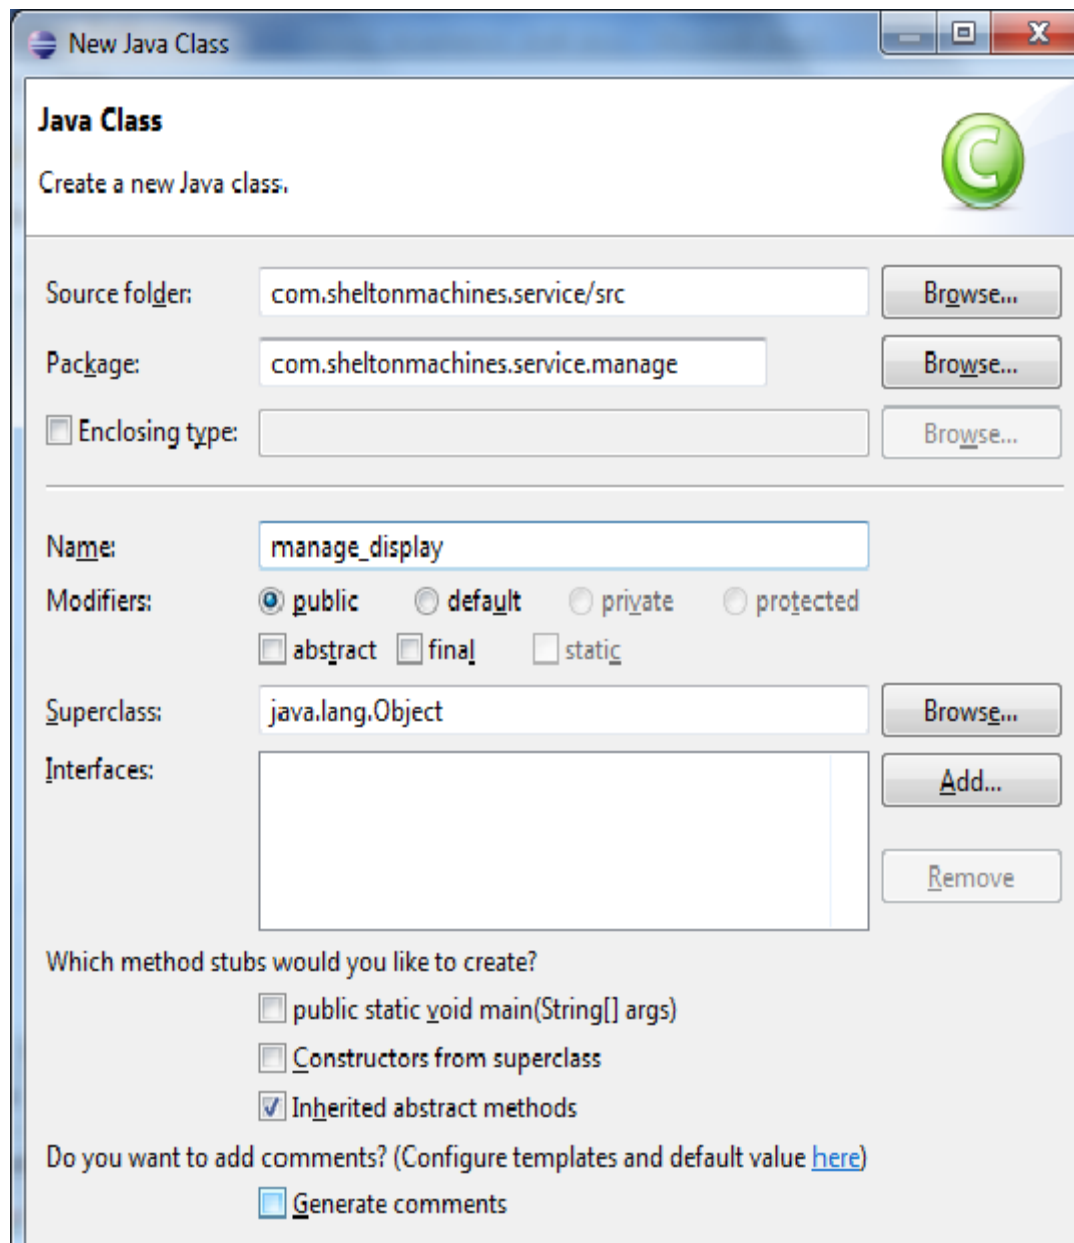 New Java Class
Java Class
Create a new Java class.
C
Source folder: com.sheltonmachines.service/src Browse...
Package: com.sheltonmachines.service.manage Browse...
Enclosing type: Browse...
Name: manage_display
Modifiers: public default private protected
abstract final static
Superclass: java.lang.Object Browse...
Interfaces: Add...
Remove
Which method stubs would you like to create?
public static void main(String[] args)
Constructors from superclass
Inherited abstract methods
Do you want to add comments? (Configure templates and default value here)
Generate comments